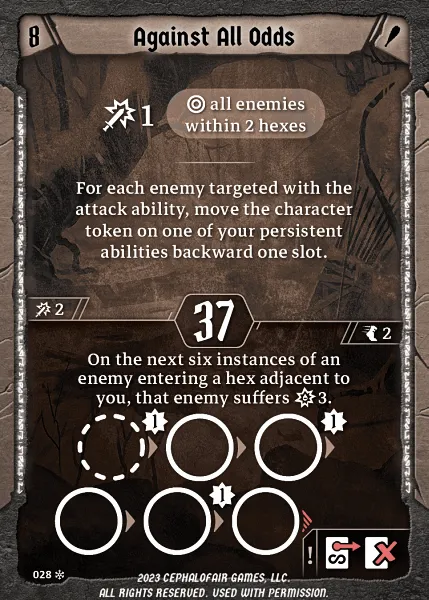 8
Against All Odds
1
all enemies
within 2 hexes
For each enemy targeted with the
attack ability, move the character
token on one of your persistent
abilities backward one slot.
2
37
2
On the next six instances of an
enemy entering a hex adjacent to
you, that enemy suffers 3.
1
1
1
!
028
2023 CEPHALOFAIR GAMES, LLC.
ALL RIGHTS RESERVED. USED WITH PERMISSION.